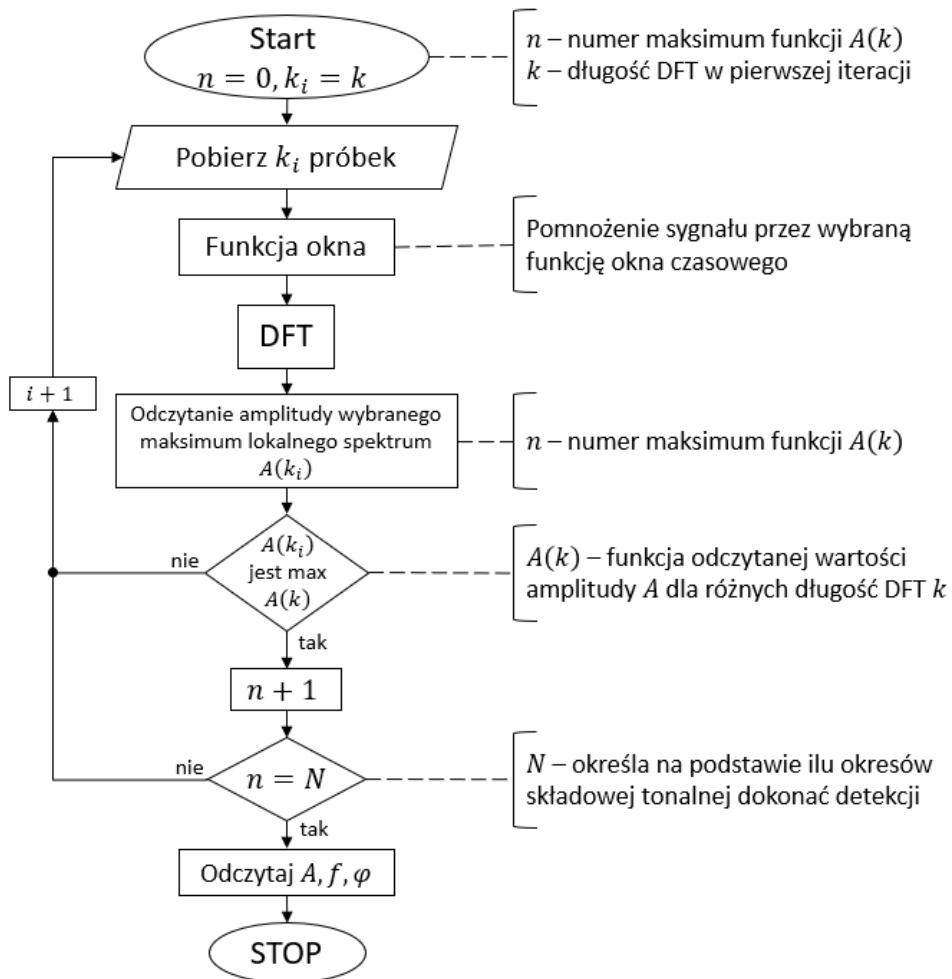 Start
n = 0, k_i = k
n – numer maksimum funkcji A(k)
k – długość DFT w pierwszej iteracji
Pobierz k_i próbek
Funkcja okna
Pomnożenie sygnału przez wybraną
funkcję okna czasowego
DFT
i + 1
Odczytanie amplitudy wybranego
maksimum lokalnego spektrum
A(k_i)
n – numer maksimum funkcji A(k)
nie
A(k_i)
jest max
A(k)
A(k) – funkcja odczytanej wartości
amplitudy A dla różnych długość DFT k
tak
n + 1
nie
n = N
N – określa na podstawie ilu okresów
składowej tonalnej dokonać detekcji
tak
Odczytaj A, f, φ
STOP